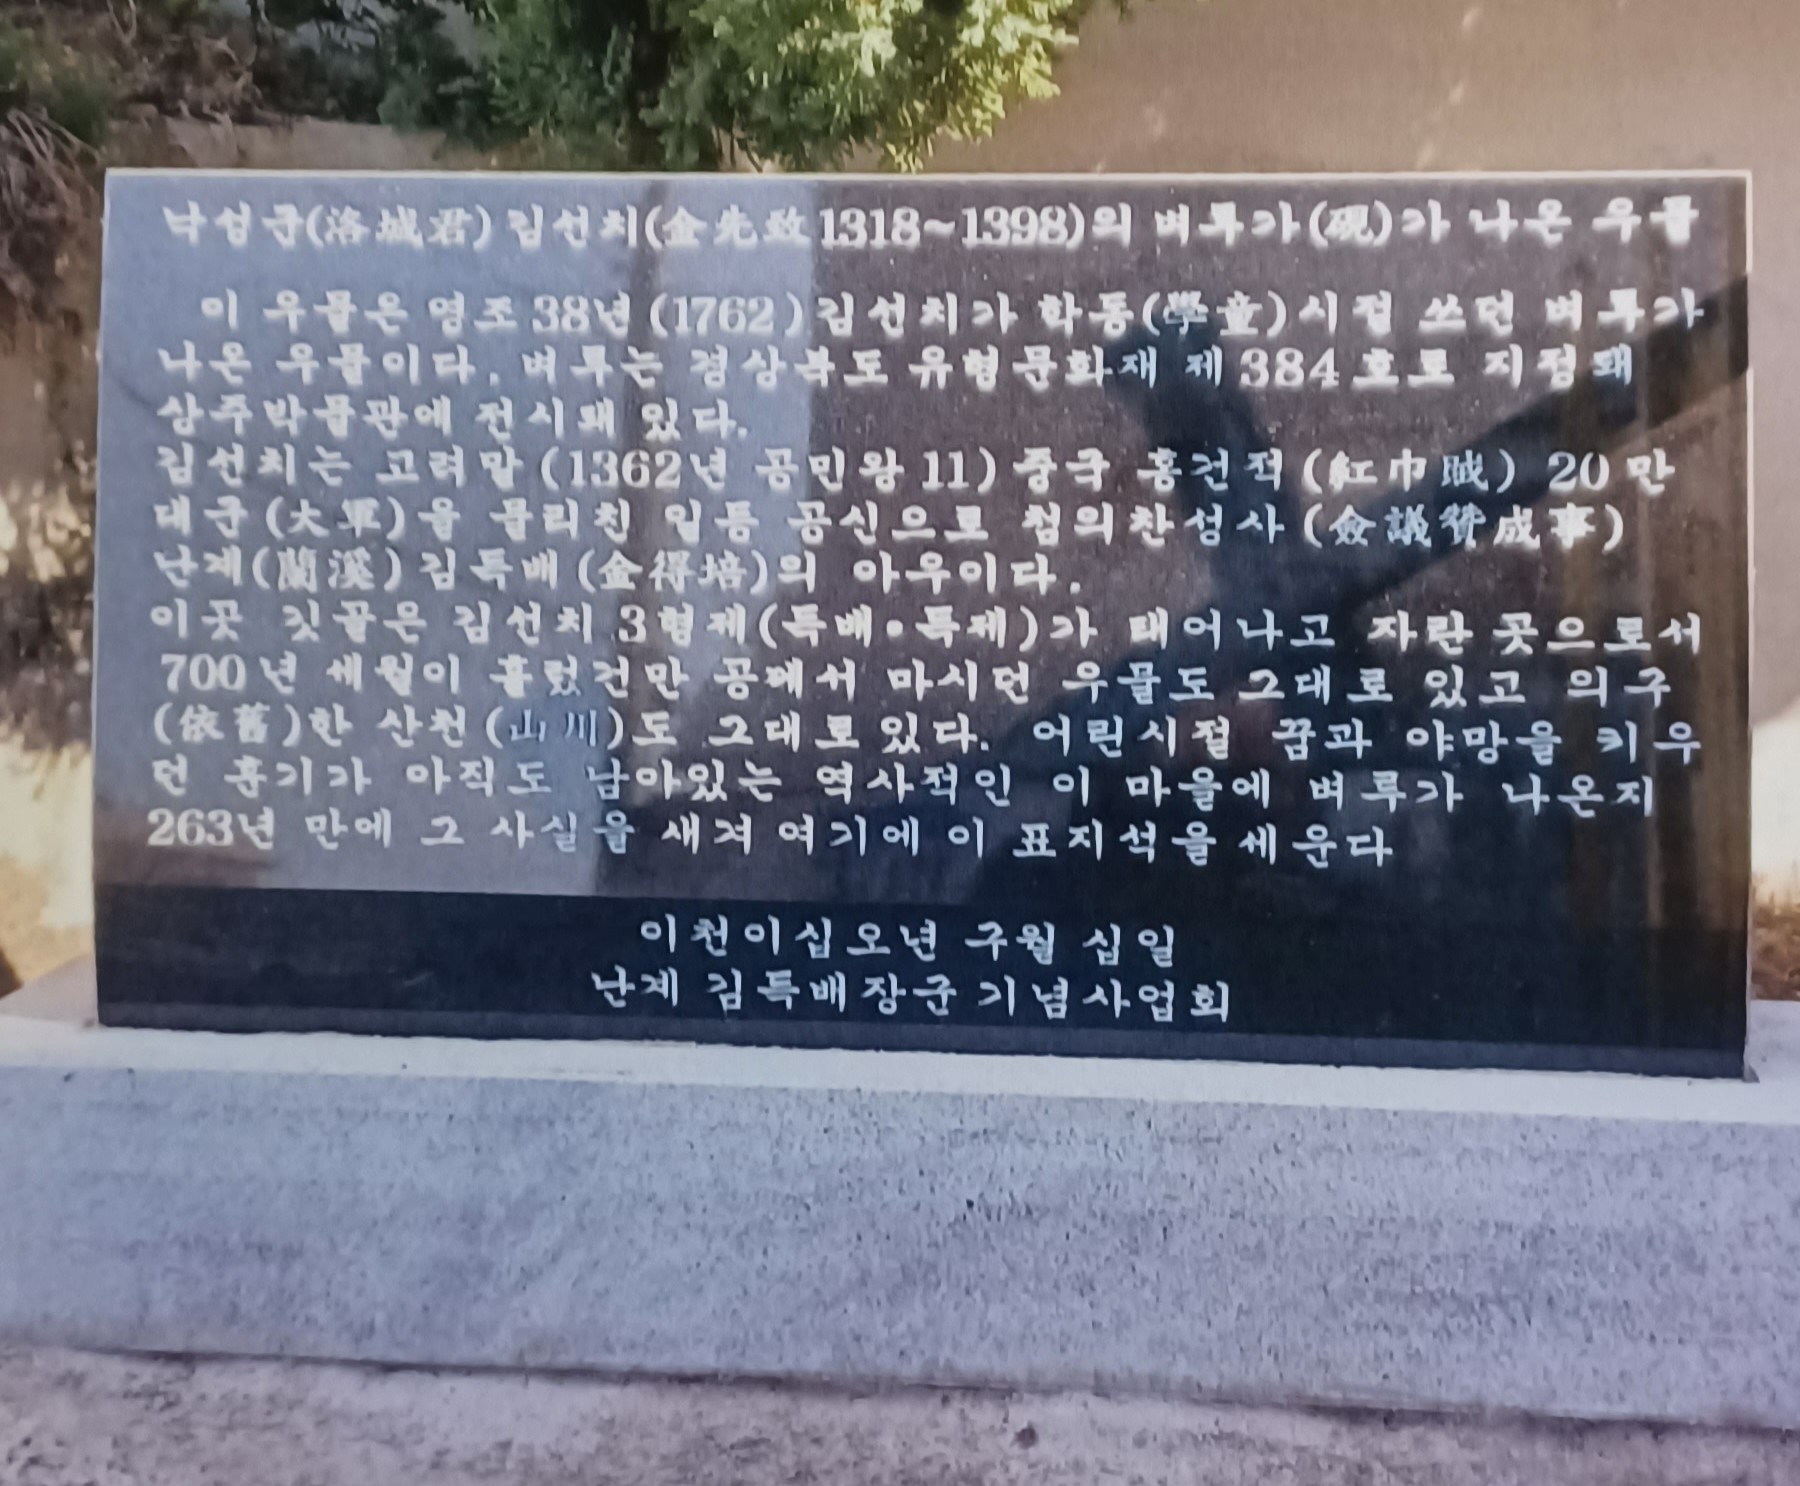 낙성군(洛城君) 김선치(金先致 1318~1398)의 벼루가(硯)가 나온 우물
이 우물은 영조 38년 (1762) 김선치가 학동(學童)시절 쓰던 벼루가
나온 우물이다. 벼루는 경상북도 유형문화재 제 384 호로 지정돼
상주박물관에 전시돼 있다.
김선치는 고려말 (1362년 공민왕 11) 중국 홍건적 (紅巾賊) 20 만
대군 (大軍)을 물리친 일등 공신으로 첨의찬성사 (僉議贊成事)
난계(蘭溪) 김득배 (金得培)의 아우이다.
이곳 깃골은 김선치 3형제(득배·득제)가 태어나고 자란 곳으로서
700년 세월이 흘렀건만 공께서 마시던 우물도 그대로 있고 의구
(依舊)한 산천 (山川)도 그대로있다. 어린시절 꿈과 야망을 키우
던 흔기가 아직도 남아있는 역사적인 이 마을에 벼루가 나온지
263년 만에 그 사실을 새겨 여기에 이 표지석을 세운다
이천이십오년 구월 십일
난계 김득배장군 기념사업회